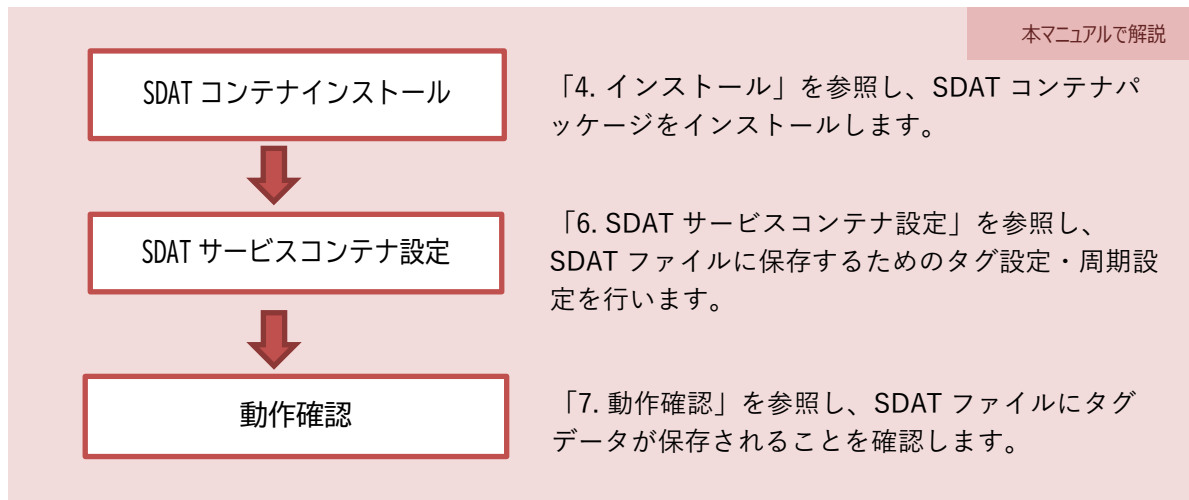 本マニュアルで解説
SDAT コンテナインストール
「4. インストール」を参照し、SDAT コンテナパ
ッケージをインストールします。
SDAT サービスコンテナ設定
「6. SDAT サービスコンテナ設定」を参照し、
SDAT ファイルに保存するためのタグ設定・周期設
定を行います。
動作確認
「7. 動作確認」を参照し、SDAT ファイルにタグ
データが保存されることを確認します。